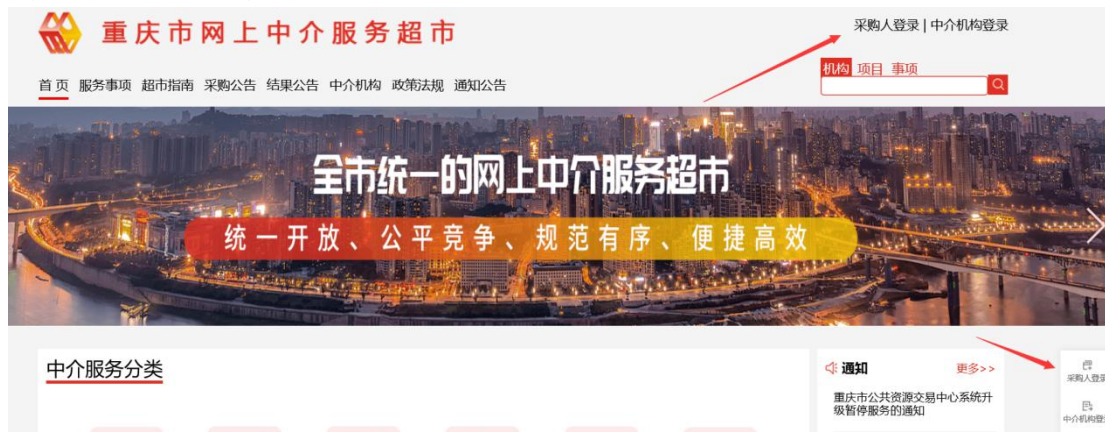 重庆市网上中介服务超市
采购人登录 | 中介机构登录
首页 服务事项 超市指南 采购公告 结果公告 中介机构 政策法规 通知公告
机构 项目 事项
全市统一的网上中介服务超市
统一开放、公平竞争、规范有序、便捷高效
中介服务分类
通知 更多>>
重庆市公共资源交易中心系统升
级暂停服务的通知
采购人登录
中介机构登